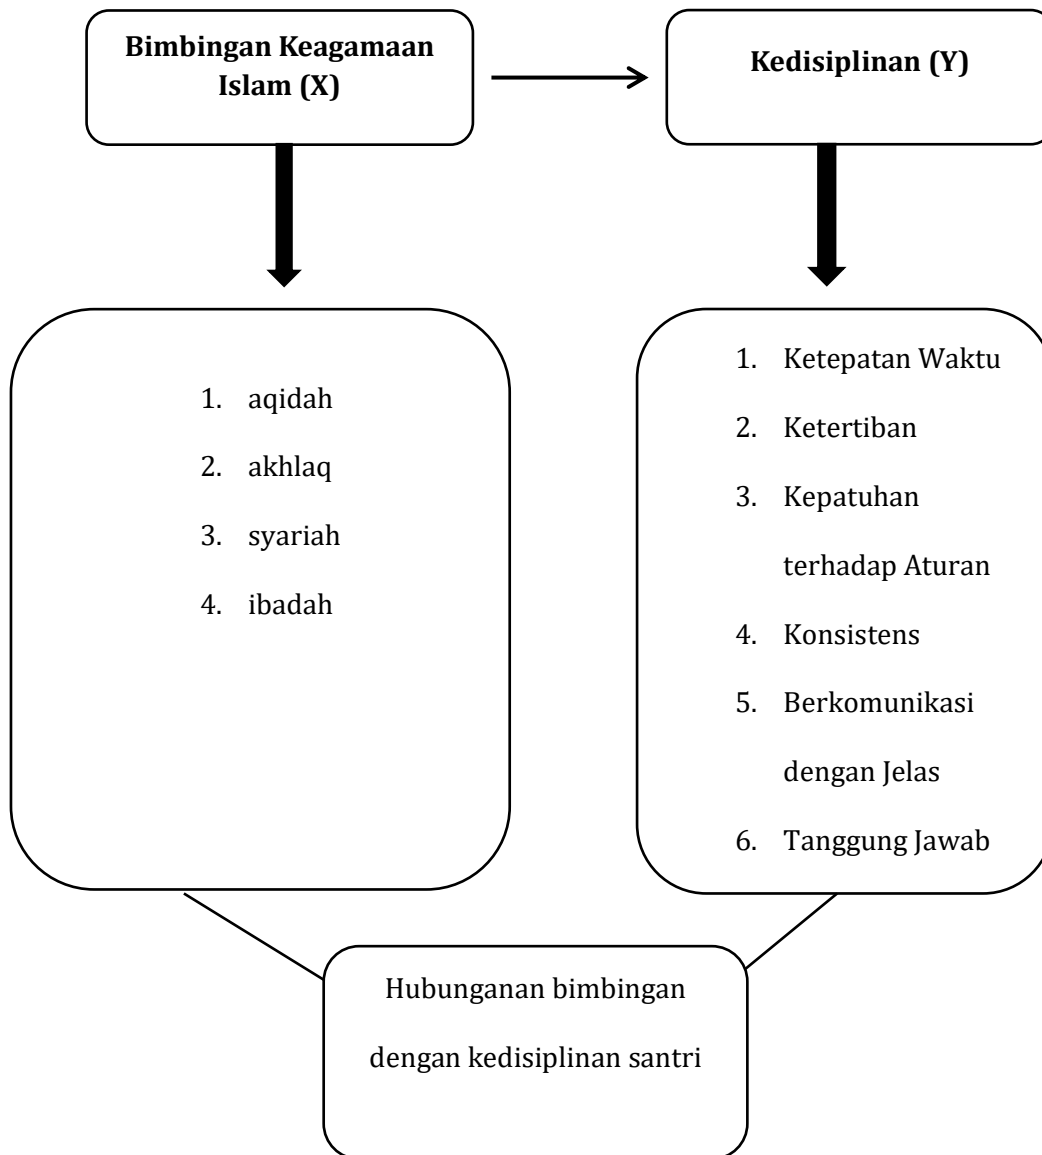 Bimbingan Keagamaan
Islam (X)
Kedisiplinan (Y)
1. aqidah
2. akhlaq
3. syariah
4. ibadah
1. Ketepatan Waktu
2. Ketertiban
3. Kepatuhan
terhadap Aturan
4. Konsistens
5. Berkomunikasi
dengan Jelas
6. Tanggung Jawab
Hubunganan bimbingan
dengan kedisiplinan santri